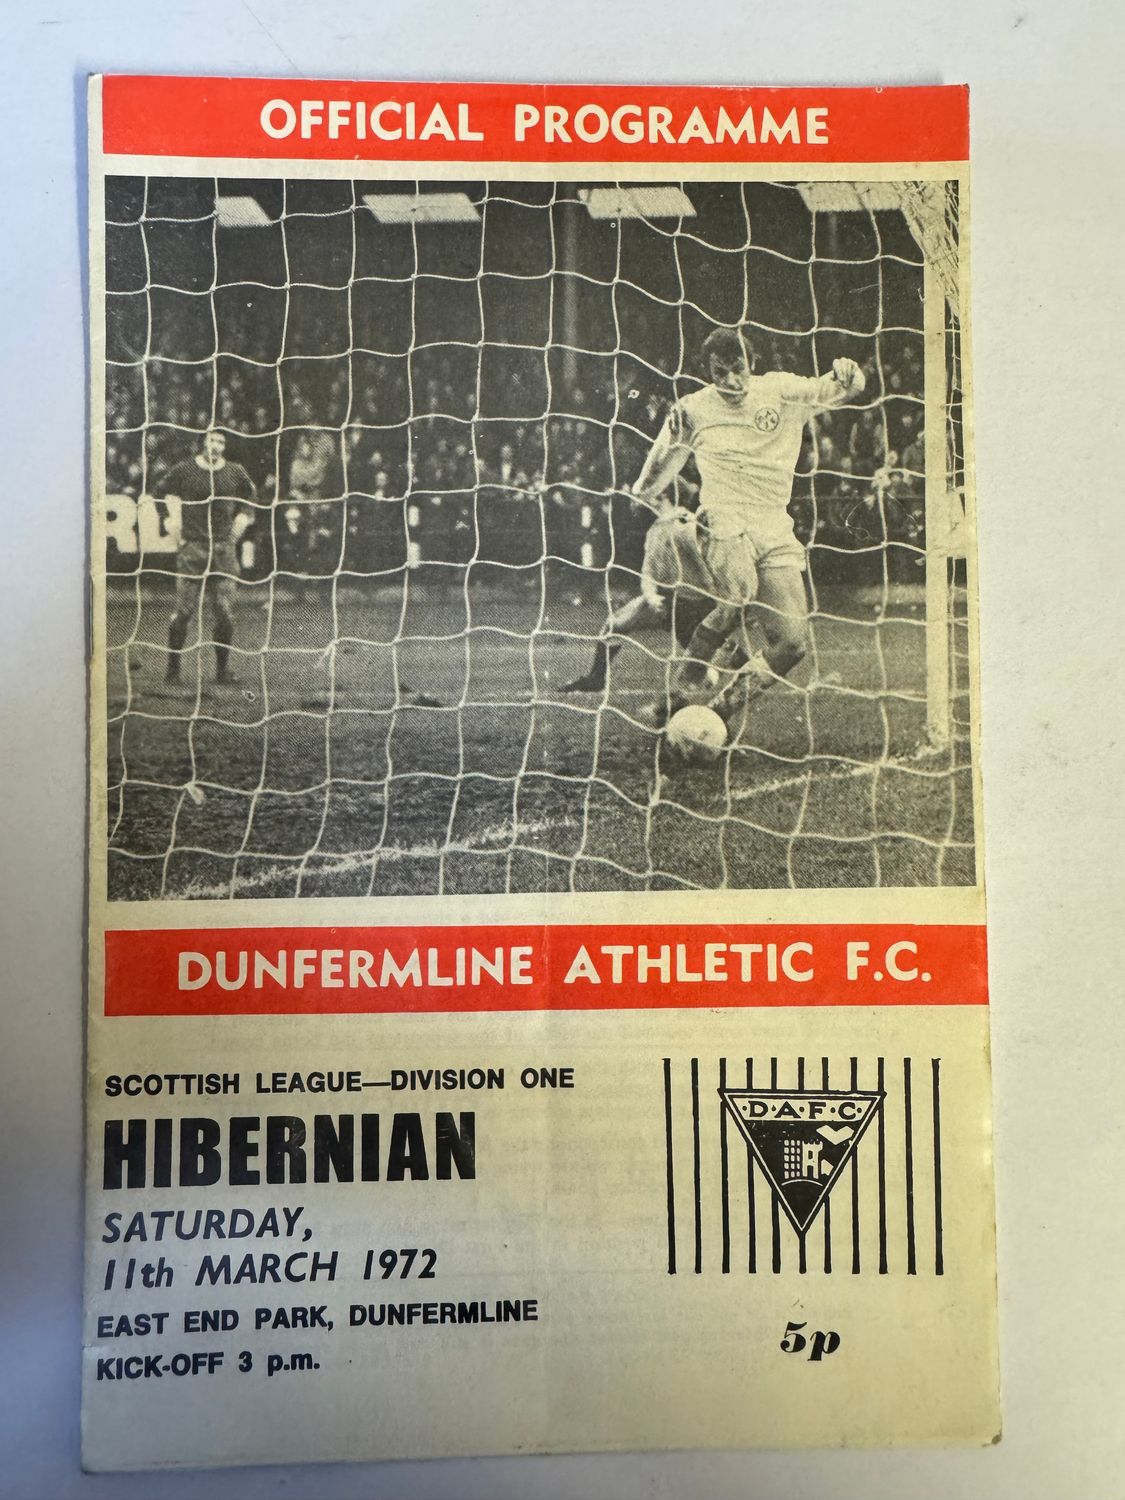 OFFICIAL PROGRAMME
DUNFERMLINE ATHLETIC F.C.
SCOTTISH LEAGUE—DIVISION ONE
HIBERNIAN
SATURDAY,
11th MARCH 1972
EAST END PARK, DUNFERMLINE
KICK-OFF 3 p.m.
·D·A·F·C·
5p